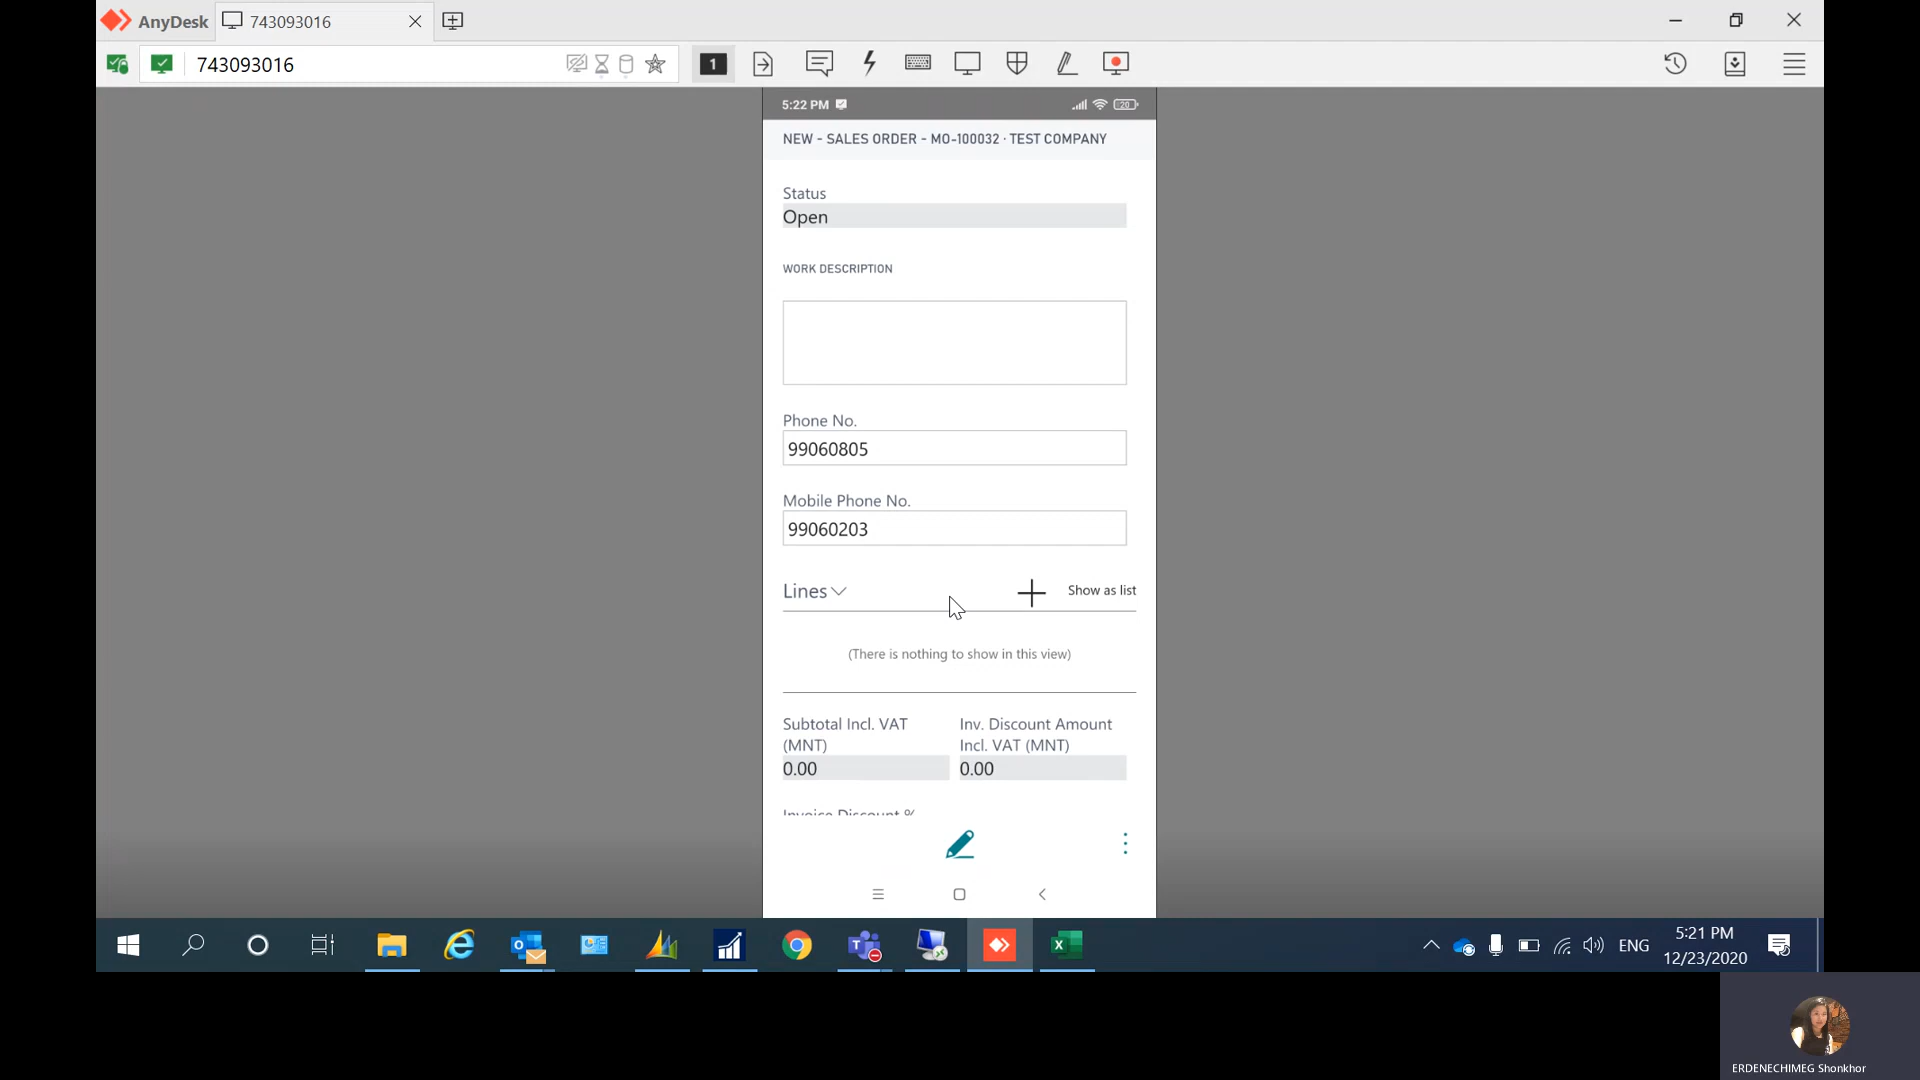 AnyDesk
743093016
743093016
1
5:22 PM
20
NEW - SALES ORDER - MO-100032 · TEST COMPANY
Status
Open
WORK DESCRIPTION
Phone No.
99060805
Mobile Phone No.
99060203
Lines
Show as list
(There is nothing to show in this view)
Subtotal Incl. VAT
(MNT)
0.00
Inv. Discount Amount
Incl. VAT (MNT)
0.00
Invoice Discount %
ENG
5:21 PM
12/23/2020
ERDENECHIMEG Shonkhor